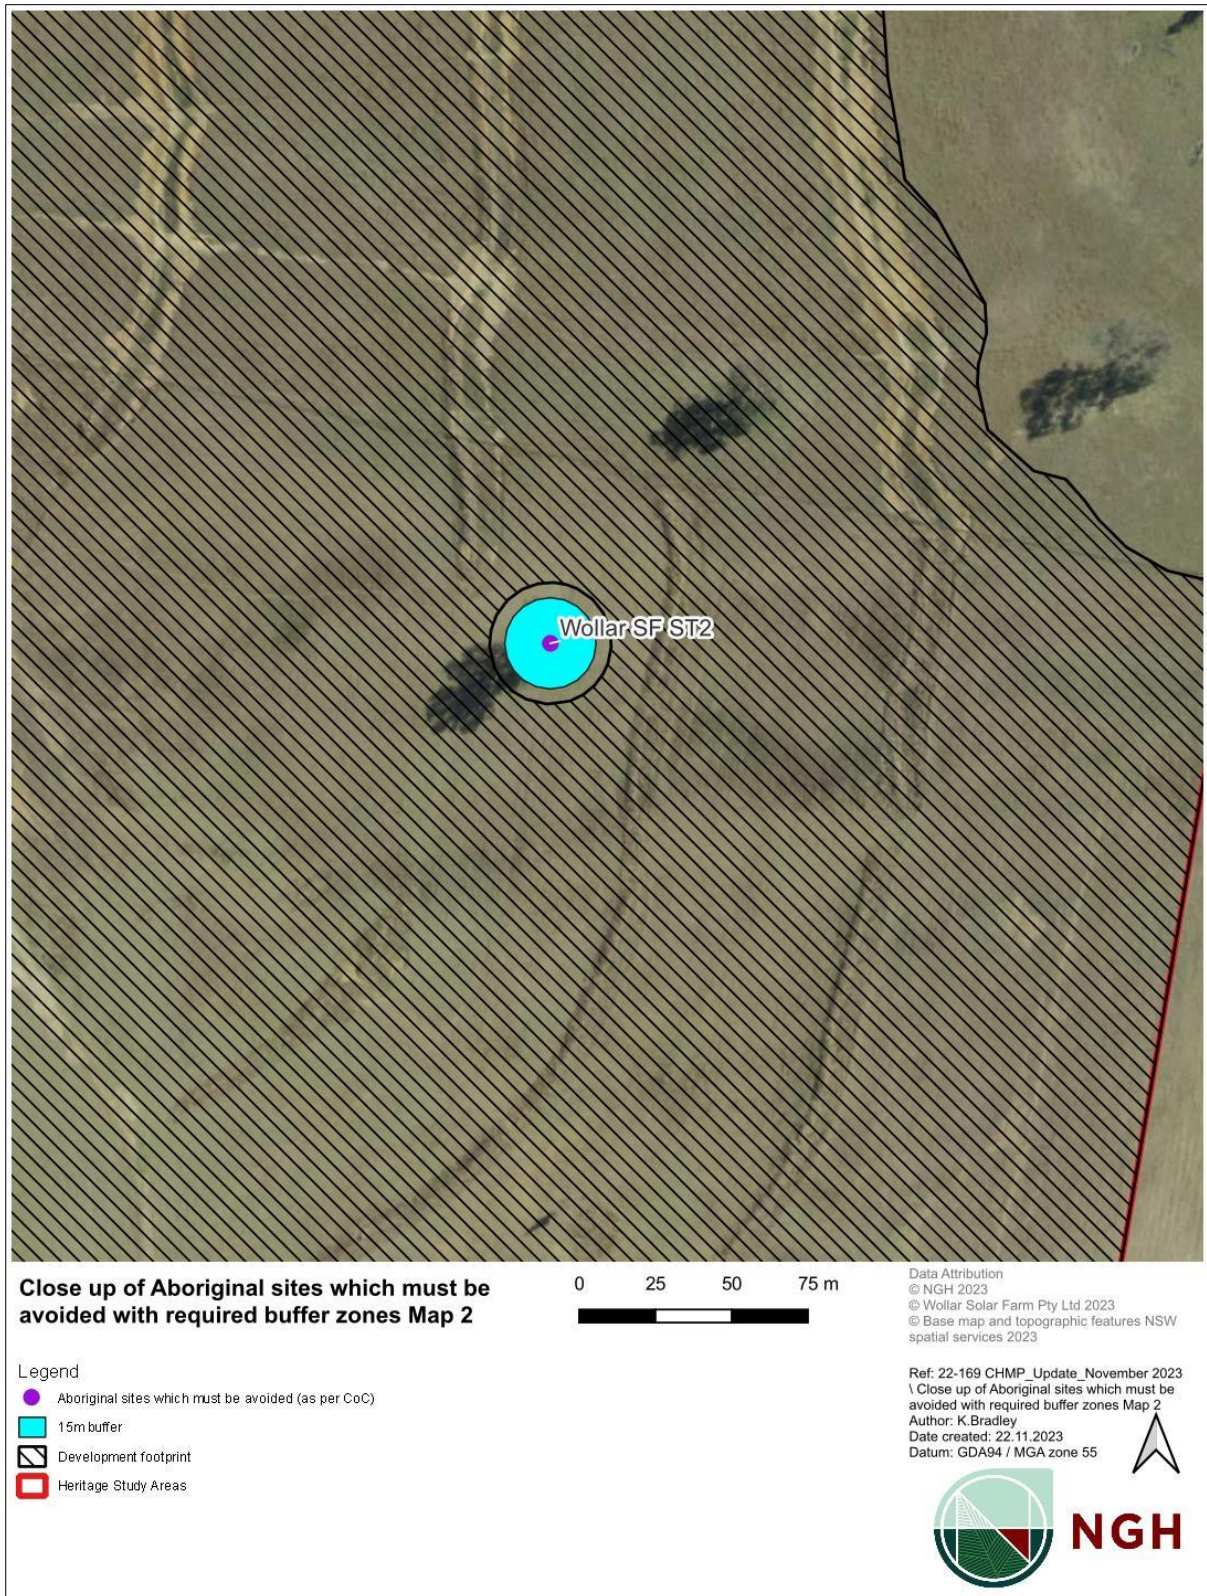 Wollar SF ST2
Close up of Aboriginal sites which must be
avoided with required buffer zones Map 2
0 25 50 75 m
Legend
Aboriginal sites which must be avoided (as per CoC)
15m buffer
Development footprint
Heritage Study Areas
Data Attribution
© NGH 2023
© Wollar Solar Farm Pty Ltd 2023
© Base map and topographic features NSW
spatial services 2023
Ref: 22-169 CHMP_Update_November 2023
\ Close up of Aboriginal sites which must be
avoided with required buffer zones Map 2
Author: K.Bradley
Date created: 22.11.2023
Datum: GDA94 / MGA zone 55
NGH